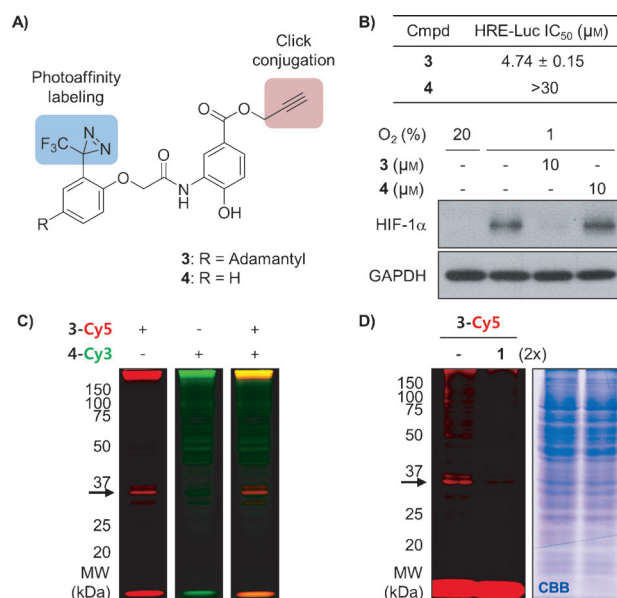 A)
Click
conjugation
Photoaffinity
labeling
F₃C
N
N
O
O
O
O
N
H
OH
R
3: R = Adamantyl
4: R = H
B)
Cmpd HRE-Luc IC₅₀ (μM)
3 4.74 ± 0.15
4 >30
O₂ (%) 20 1
3 (μM) - - 10 -
4 (μM) - - - 10
HIF-1α
GAPDH
C)
3-Cy5 + - +
4-Cy3 - + +
150
100
75
50
37
25
20
MW
(kDa)
D)
3-Cy5
- 1 (2x)
150
100
75
50
37
25
20
MW
(kDa)
CBB